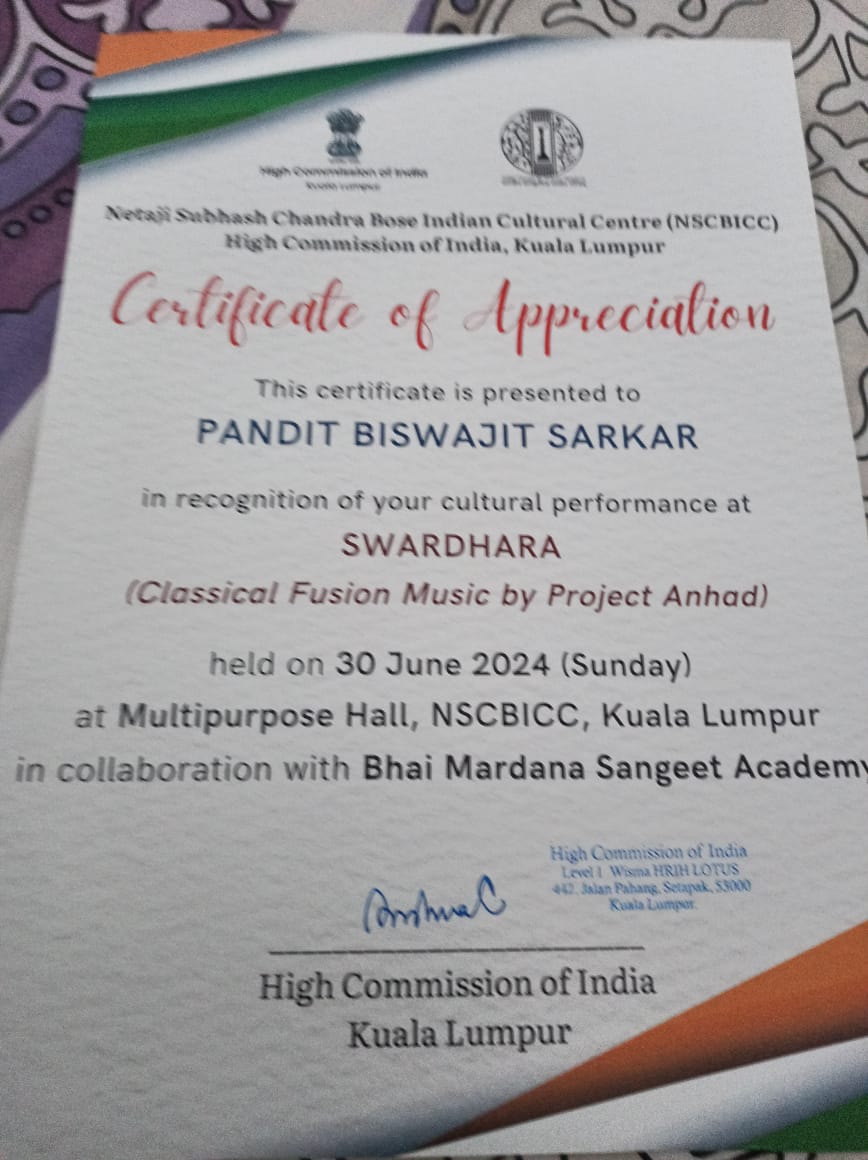 High Commission of India
Kuala Lumpur
Netaji Subhash Chandra Bose Indian Cultural Centre (NSCBICC)
High Commission of India, Kuala Lumpur
Certificate of Appreciation
This certificate is presented to
PANDIT BISWAJIT SARKAR
in recognition of your cultural performance at
SWARDHARA
(Classical Fusion Music by Project Anhad)
held on 30 June 2024 (Sunday)
at Multipurpose Hall, NSCBICC, Kuala Lumpur
in collaboration with Bhai Mardana Sangeet Academy
High Commission of India
Level 1 Wisma HRIH LOTUS
442, Jalan Pahang, Setapak, 53000
Kuala Lumpur.
High Commission of India
Kuala Lumpur